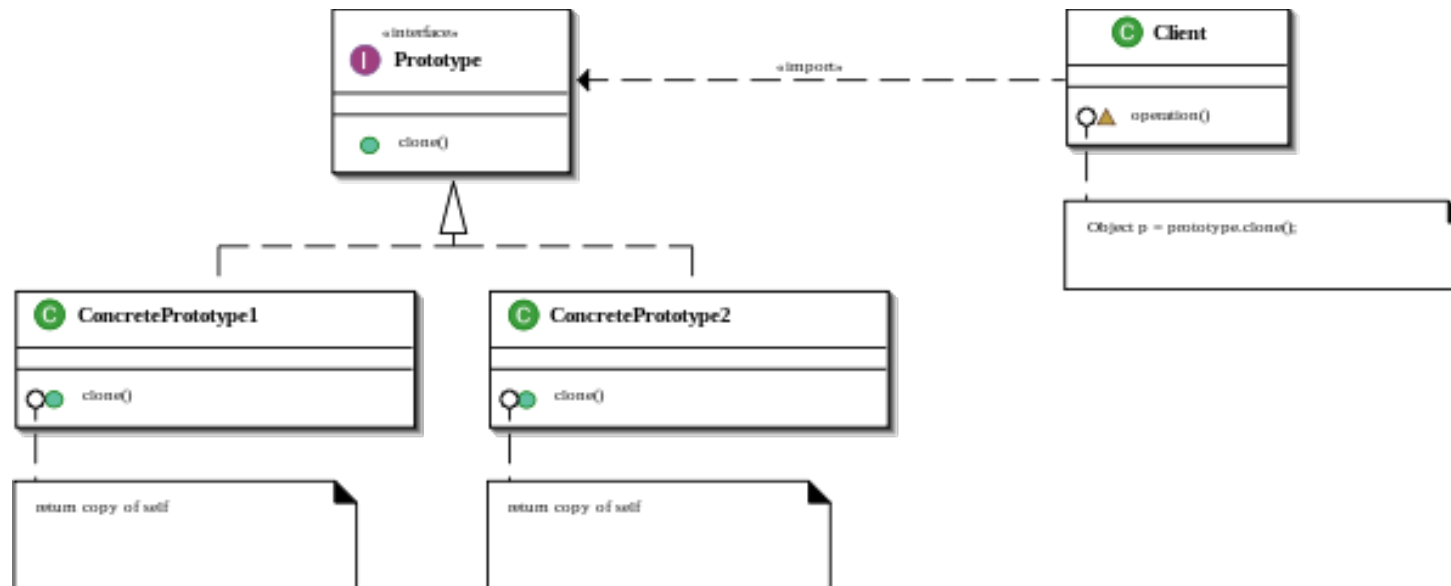 «interface»
I Prototype
clone()
«import»
C Client
operation()
Object p = prototype.clone();
C ConcretePrototype1
clone()
return copy of self
C ConcretePrototype2
clone()
return copy of self